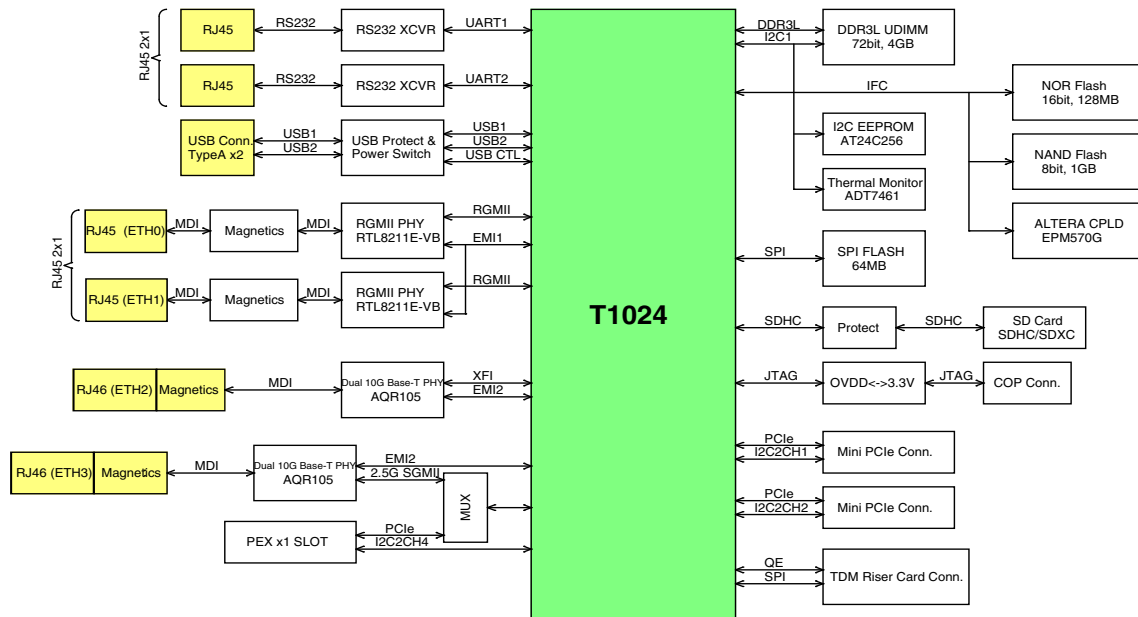 RJ45 2x1
RJ45
RS232
RS232 XCVR
UART1
RJ45
RS232
RS232 XCVR
UART2
USB Conn.
TypeA x2
USB1
USB2
USB Protect &
Power Switch
USB1
USB2
USB CTL
RJ45 2x1
RJ45 (ETH0)
MDI
Magnetics
MDI
RGMII PHY
RTL8211E-VB
RGMII
EMI1
RJ45 (ETH1)
MDI
Magnetics
MDI
RGMII PHY
RTL8211E-VB
RGMII
RJ46 (ETH2)
Magnetics
MDI
Dual 10G Base-T PHY
AQR105
XFI
EMI2
RJ46 (ETH3)
Magnetics
MDI
Dual 10G Base-T PHY
AQR105
EMI2
2.5G SGMII
MUX
PEX x1 SLOT
PCIe
I2C2CH4
T1024
DDR3L
I2C1
DDR3L UDIMM
72bit, 4GB
IFC
NOR Flash
16bit, 128MB
I2C EEPROM
AT24C256
NAND Flash
8bit, 1GB
Thermal Monitor
ADT7461
ALTERA CPLD
EPM570G
SPI
SPI FLASH
64MB
SDHC
Protect
SDHC
SD Card
SDHC/SDXC
JTAG
OVDD<->3.3V
JTAG
COP Conn.
PCIe
I2C2CH1
Mini PCIe Conn.
PCIe
I2C2CH2
Mini PCIe Conn.
QE
SPI
TDM Riser Card Conn.